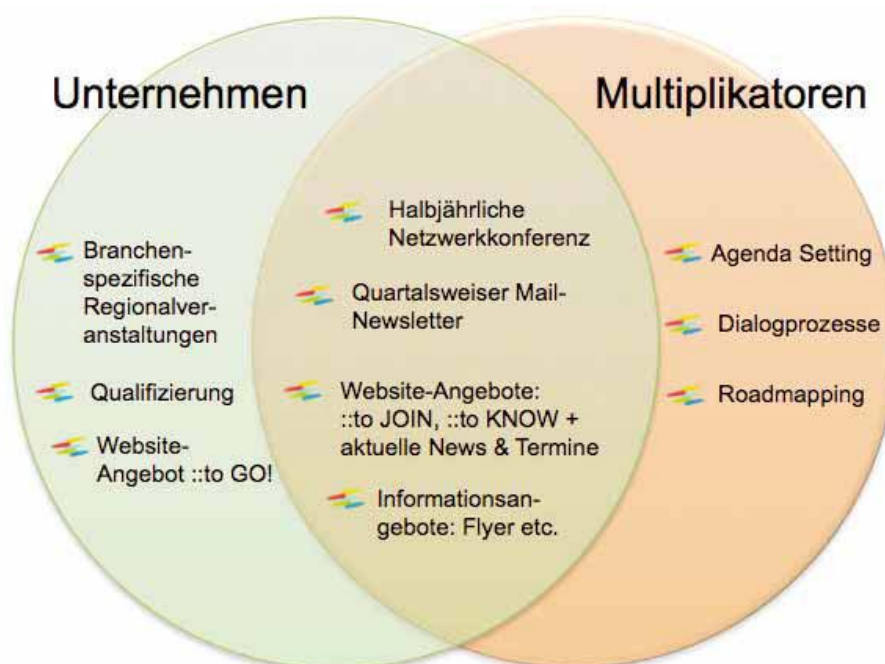 Unternehmen
Multiplikatoren
Branchen-
spezifische
Regionalver-
anstaltungen
Qualifizierung
Website-
Angebot ::to GO!
Halbjährliche
Netzwerkkonferenz
Quartalsweiser Mail-
Newsletter
Website-Angebote:
::to JOIN, ::to KNOW +
aktuelle News & Termine
Informationsan-
gebote: Flyer etc.
Agenda Setting
Dialogprozesse
Roadmapping